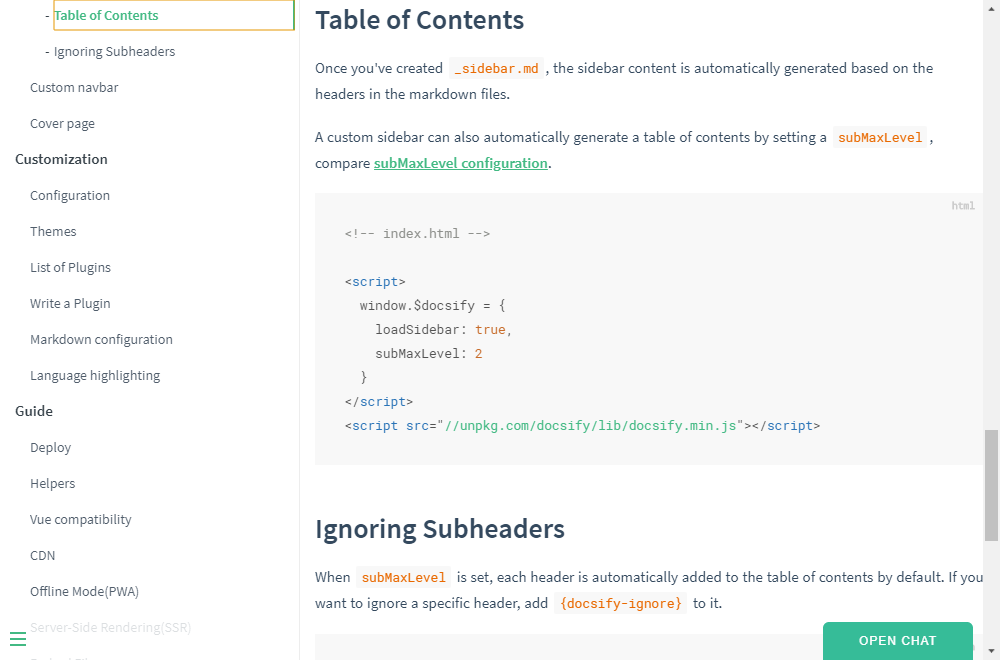 - Table of Contents
- Ignoring Subheaders
Custom navbar
Cover page
Customization
Configuration
Themes
List of Plugins
Write a Plugin
Markdown configuration
Language highlighting
Guide
Deploy
Helpers
Vue compatibility
CDN
Offline Mode(PWA)
Server-Side Rendering(SSR)
Table of Contents
Once you've created _sidebar.md , the sidebar content is automatically generated based on the
headers in the markdown files.
A custom sidebar can also automatically generate a table of contents by setting a subMaxLevel ,
compare subMaxLevel configuration.
html
<!-- index.html -->
<script>
  window.$docsify = {
    loadSidebar: true,
    subMaxLevel: 2
  }
</script>
<script src="//unpkg.com/docsify/lib/docsify.min.js"></script>
Ignoring Subheaders
When subMaxLevel is set, each header is automatically added to the table of contents by default. If you
want to ignore a specific header, add {docsify-ignore} to it.
OPEN CHAT